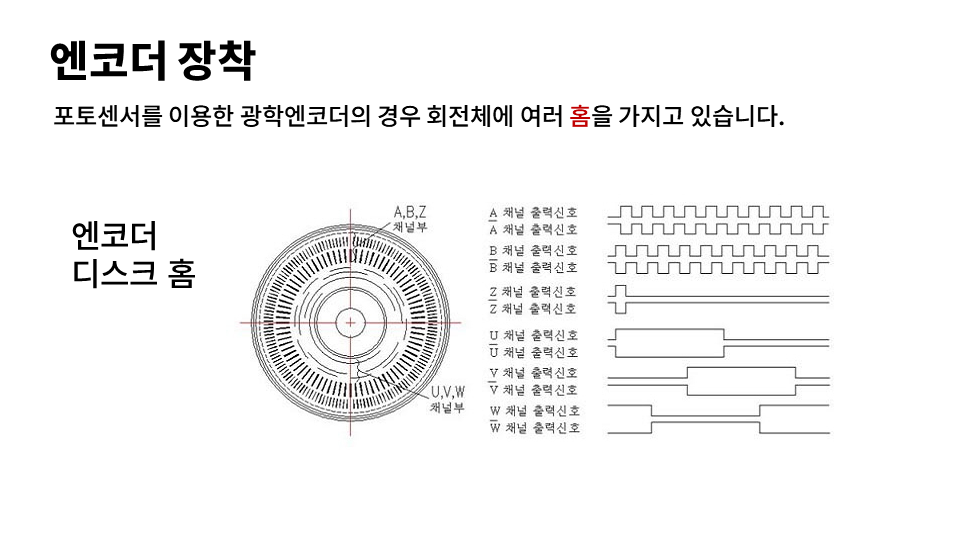 엔코더 장착
포토센서를 이용한 광학엔코더의 경우 회전체에 여러 홈을 가지고 있습니다.
엔코더
디스크 홈
A,B,Z
채널부
U,V,W
채널부
A 채널 출력신호
A̅ 채널 출력신호
B 채널 출력신호
B̅ 채널 출력신호
Z 채널 출력신호
Z̅ 채널 출력신호
U 채널 출력신호
U̅ 채널 출력신호
V 채널 출력신호
V̅ 채널 출력신호
W 채널 출력신호
W̅ 채널 출력신호